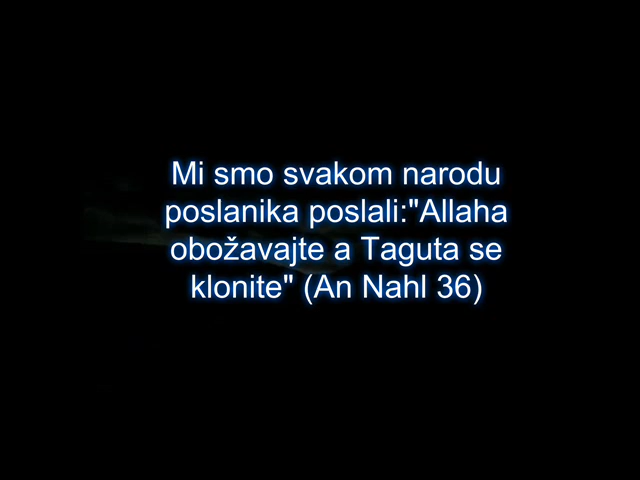 Mi smo svakom narodu
poslanika poslali:"Allaha
obožavajte a Taguta se
klonite" (An Nahl 36)